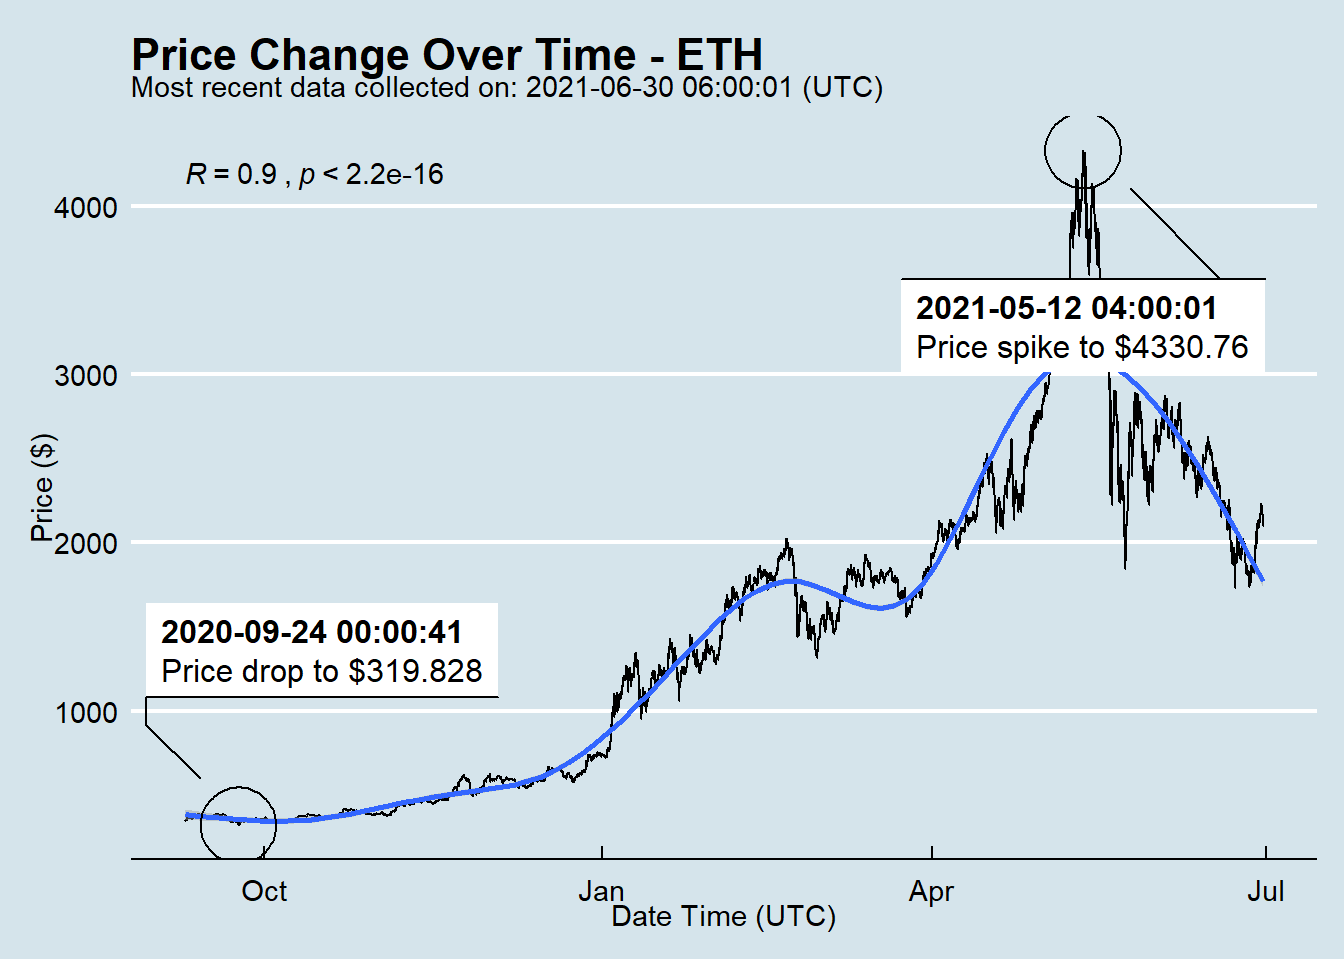 Price Change Over Time - ETH
Most recent data collected on: 2021-06-30 06:00:01 (UTC)
R = 0.9 , p < 2.2e-16
4000
3000
2000
1000
Price ($)
2021-05-12 04:00:01
Price spike to $4330.76
2020-09-24 00:00:41
Price drop to $319.828
Oct
Jan
Apr
Jul
Date Time (UTC)